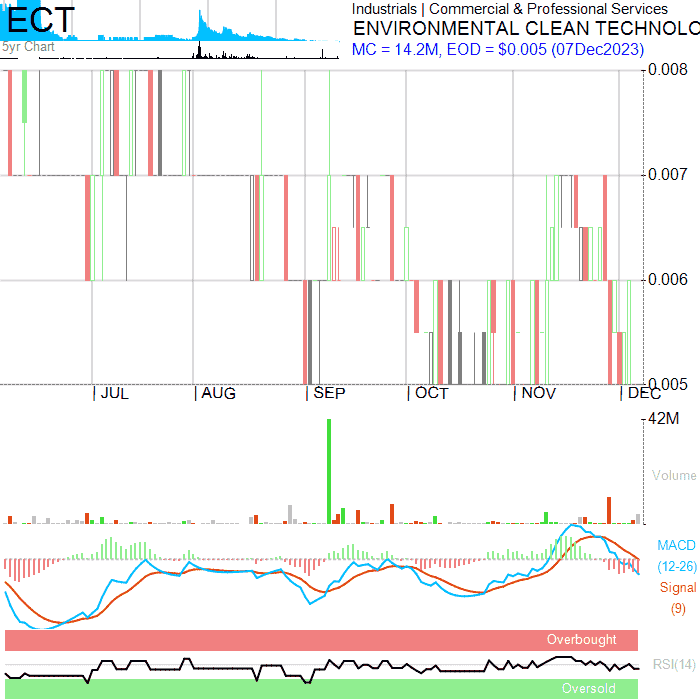 ECT
5yr Chart
Industrials | Commercial & Professional Services
ENVIRONMENTAL CLEAN TECHNOLO
MC = 14.2M, EOD = $0.005 (07Dec2023)
0.008
0.007
0.006
0.005
JUL
AUG
SEP
OCT
NOV
DEC
42M
Volume
MACD
(12-26)
Signal
(9)
Overbought
RSI(14)
Oversold